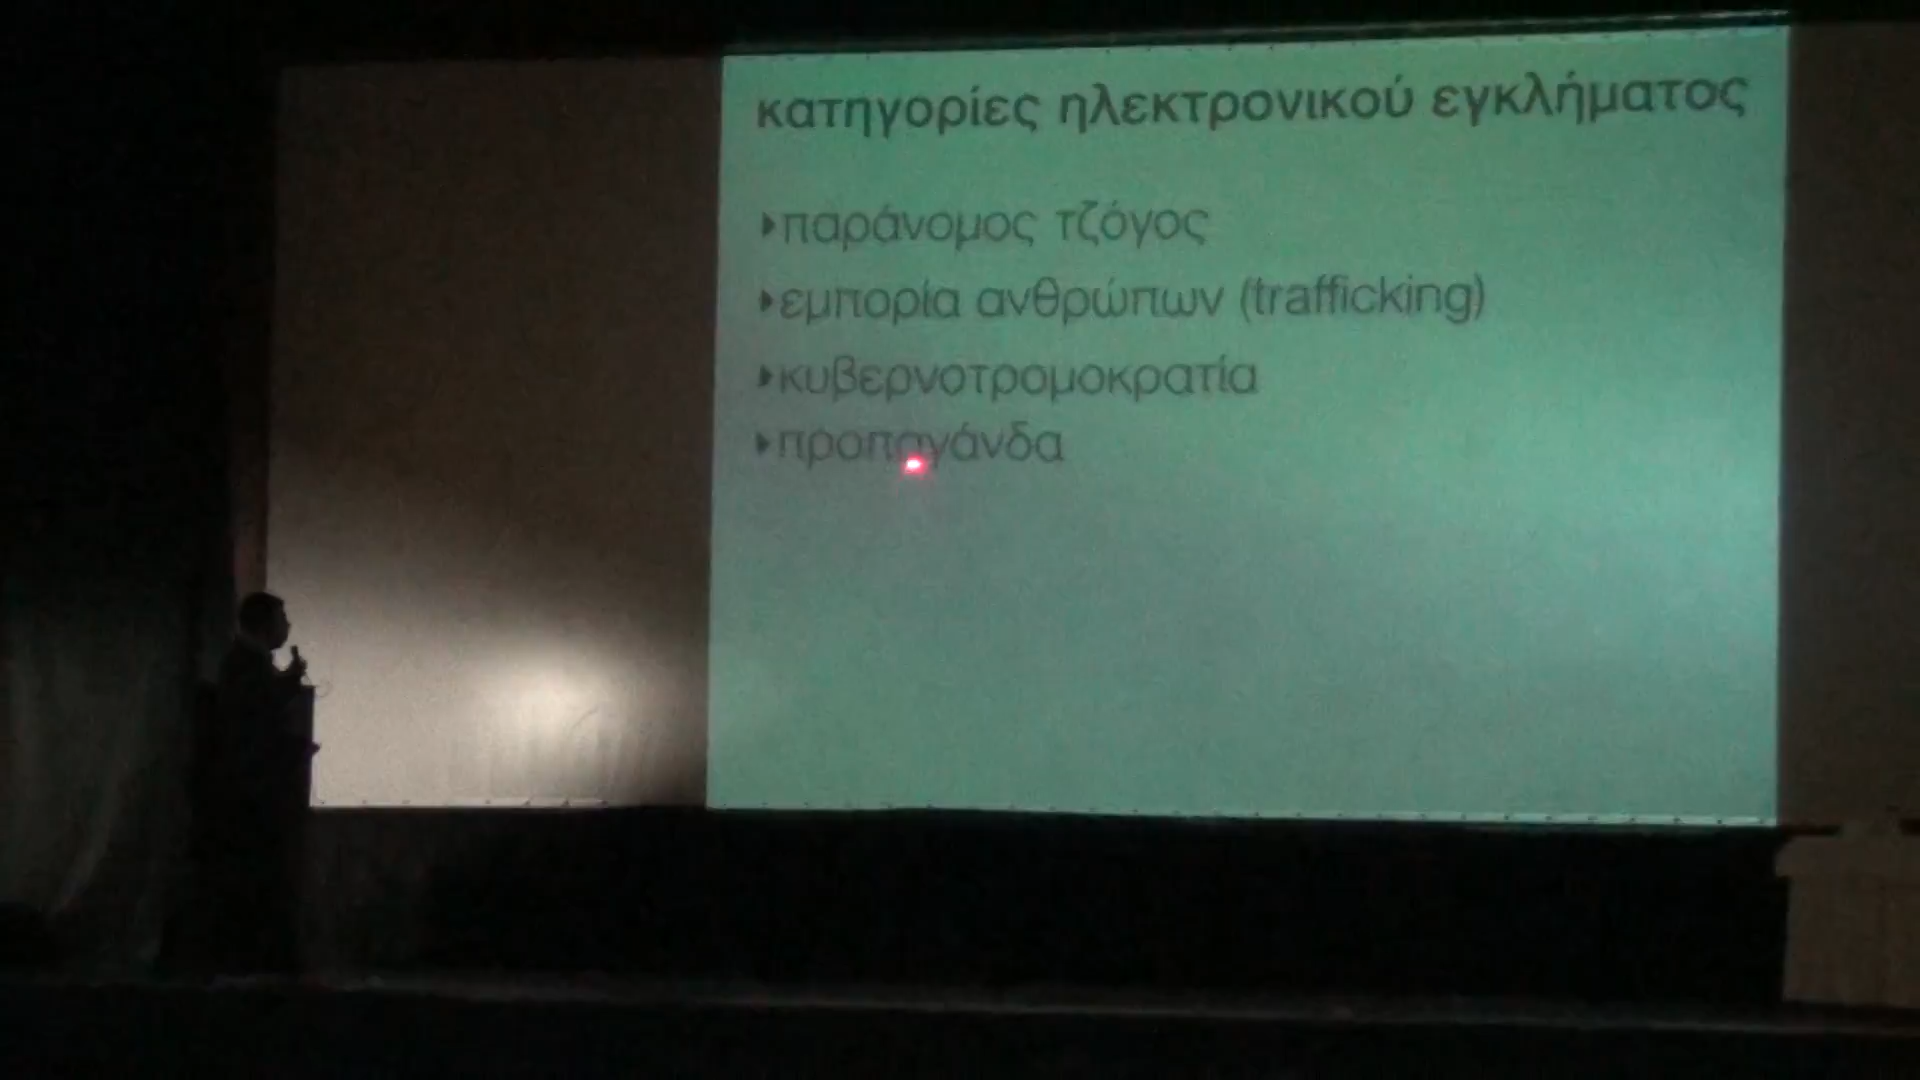 κατηγορίες ηλεκτρονικού εγκλήματος
‣παράνομος τζόγος
‣εμπορία ανθρώπων (trafficking)
‣κυβερνοτρομοκρατία
‣προπαγάνδα